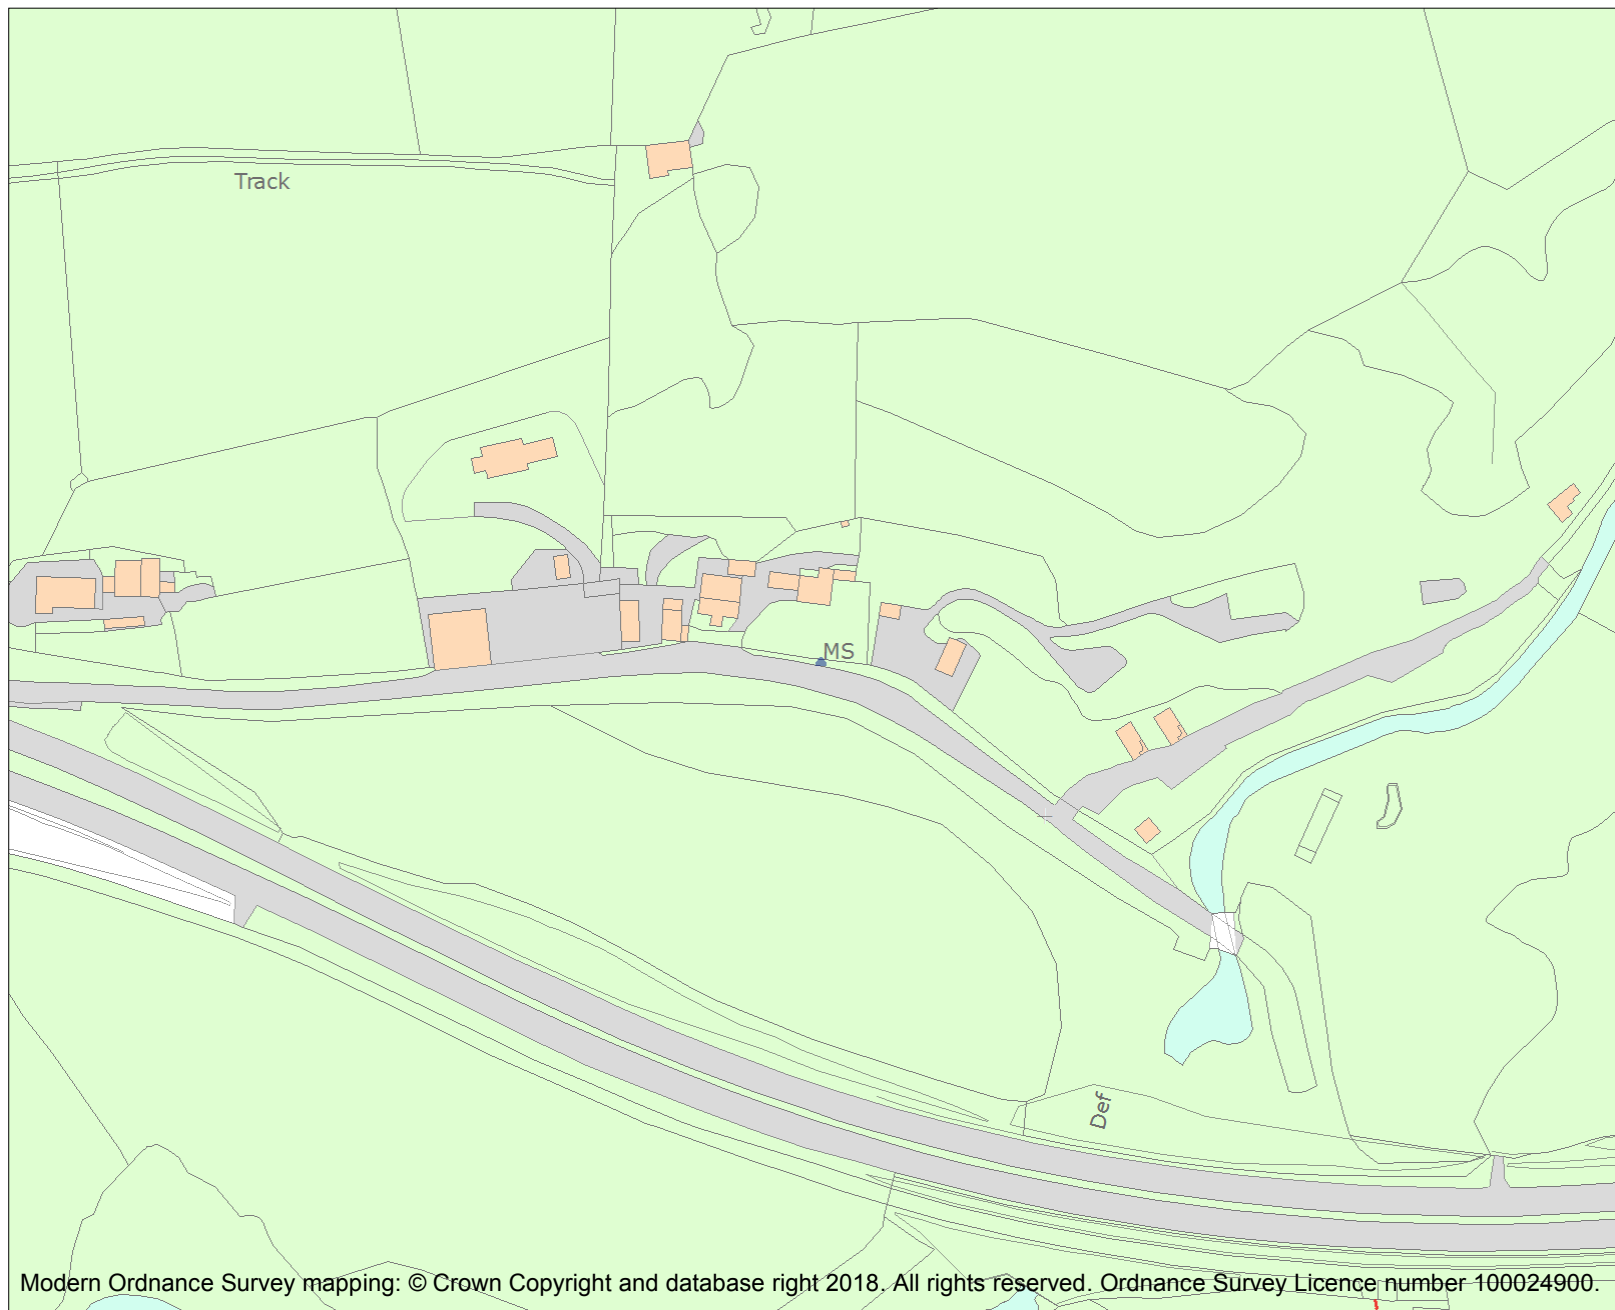 Track
MS
Def
Modern Ordnance Survey mapping: © Crown Copyright and database right 2018. All rights reserved. Ordnance Survey Licence number 100024900.